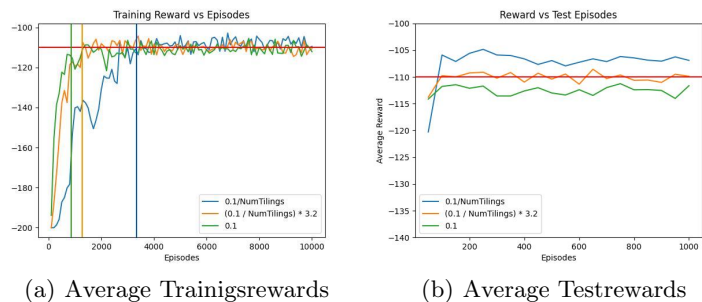 Training Reward vs Episodes
−100
−120
−140
−160
−180
−200
0
2000
4000
6000
8000
10000
Episodes
0.1/NumTilings
(0.1 / NumTilings) * 3.2
0.1
(a) Average Trainigsrewards
Reward vs Test Episodes
Average Reward
−100
−105
−110
−115
−120
−125
−130
−135
−140
0
200
400
600
800
1000
Episodes
0.1/NumTilings
(0.1 / NumTilings) * 3.2
0.1
(b) Average Testrewards